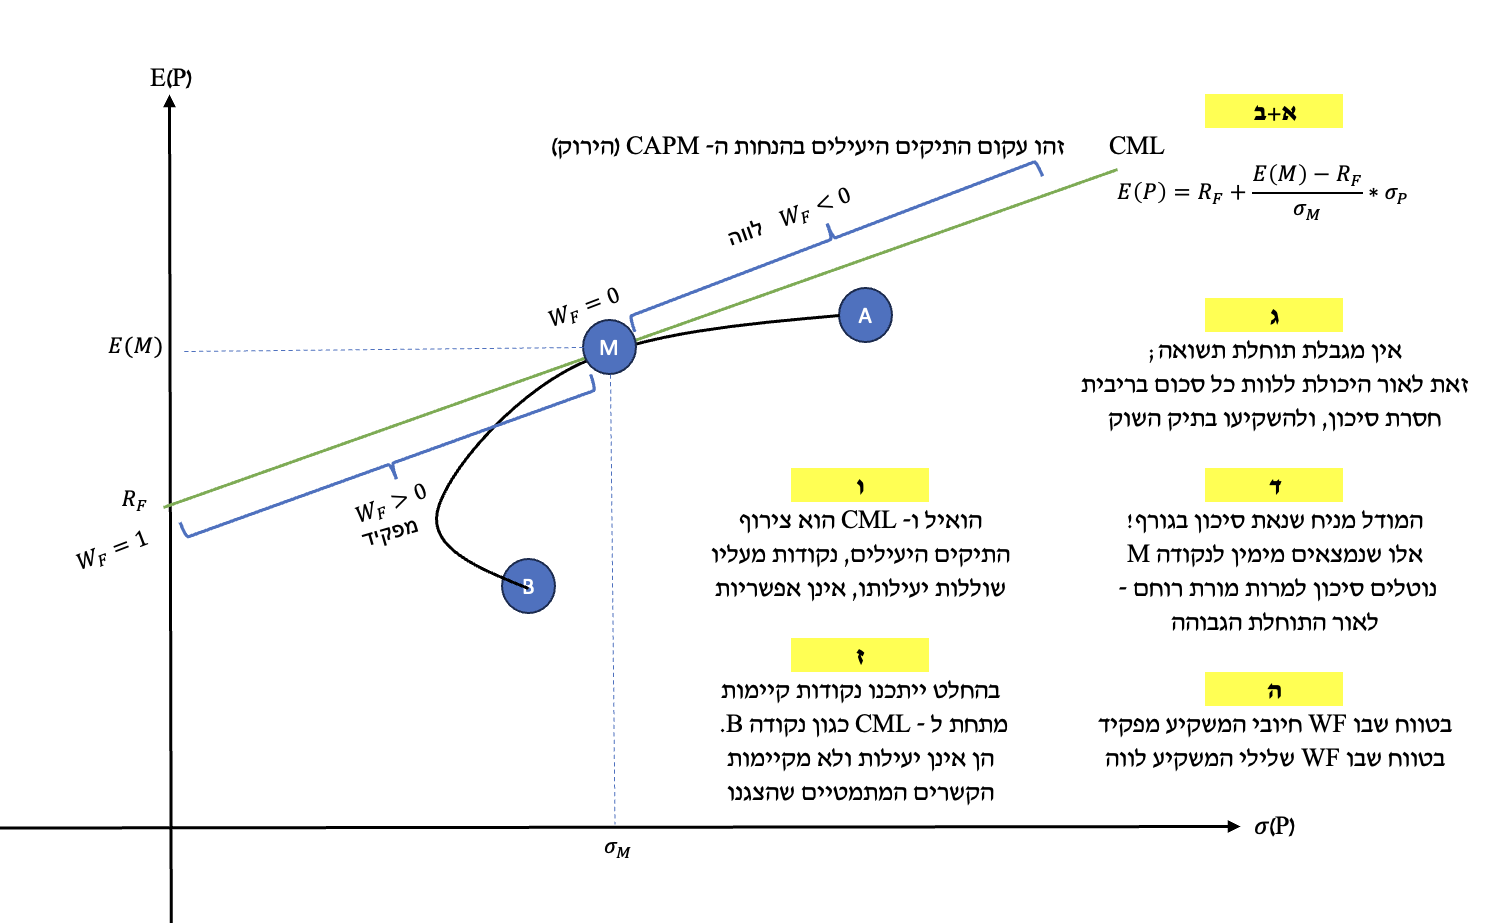 E(P)
א+ב
זהו עקום התיקים היעילים בהנחות ה- CAPM (הירוק)
CML
E(P) = R_F + (E(M) − R_F)/σ_M * σ_P
לווה W_F < 0
W_F = 0
A
M
E(M)
ג
אין מגבלת תוחלת תשואה;
זאת לאור היכולת ללוות כל סכום בריבית
חסרת סיכון, ולהשקיעו בתיק השוק
R_F
W_F = 1
W_F > 0
מפקיד
B
ד
המודל מניח שנאת סיכון בגורף!
אלו שנמצאים מימין לנקודה M
נוטלים סיכון למרות מורת רוחם -
לאור התוחלת הגבוהה
ו
הואיל ו- CML הוא צירוף
התיקים היעילים, נקודות מעליו
שוללות יעילותו, אינן אפשריות
ה
בטווח שבו WF חיובי המשקיע מפקיד
בטווח שבו WF שלילי המשקיע לווה
ז
בהחלט ייתכנו נקודות קיימות
מתחת ל - CML כגון נקודה B.
הן אינן יעילות ולא מקיימות
הקשרים המתמטיים שהצגנו
σ(P)
σ_M